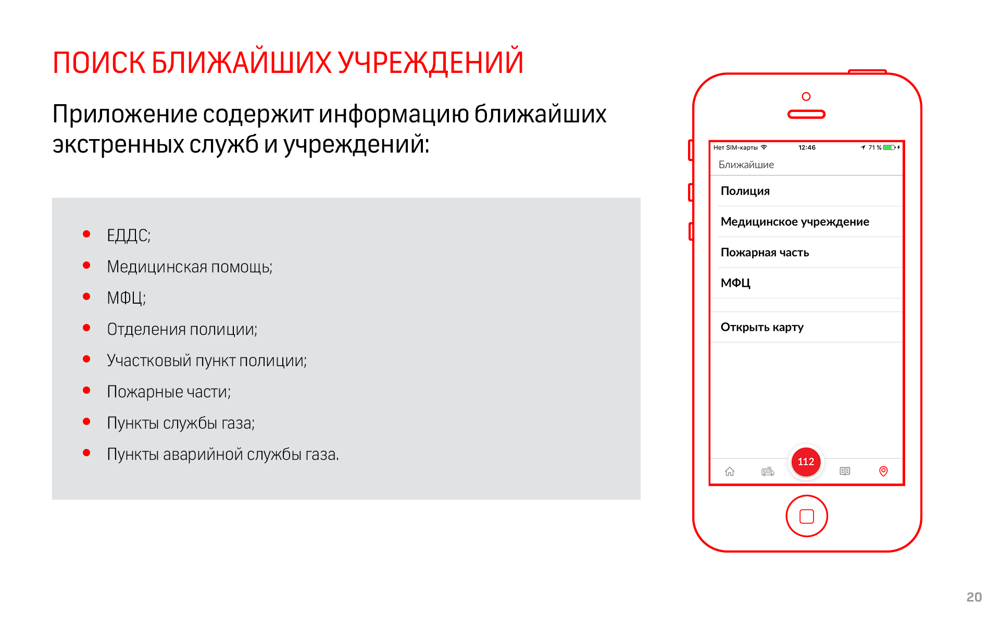 ПОИСК БЛИЖАЙШИХ УЧРЕЖДЕНИЙ
Приложение содержит информацию ближайших
экстренных служб и учреждений:
ЕДДС;
Медицинская помощь;
МФЦ;
Отделения полиции;
Участковый пункт полиции;
Пожарные части;
Пункты службы газа;
Пункты аварийной службы газа.
Нет SIM-карты 12:46 71 %
Ближайшие
Полиция
Медицинское учреждение
Пожарная часть
МФЦ
Открыть карту
112
20